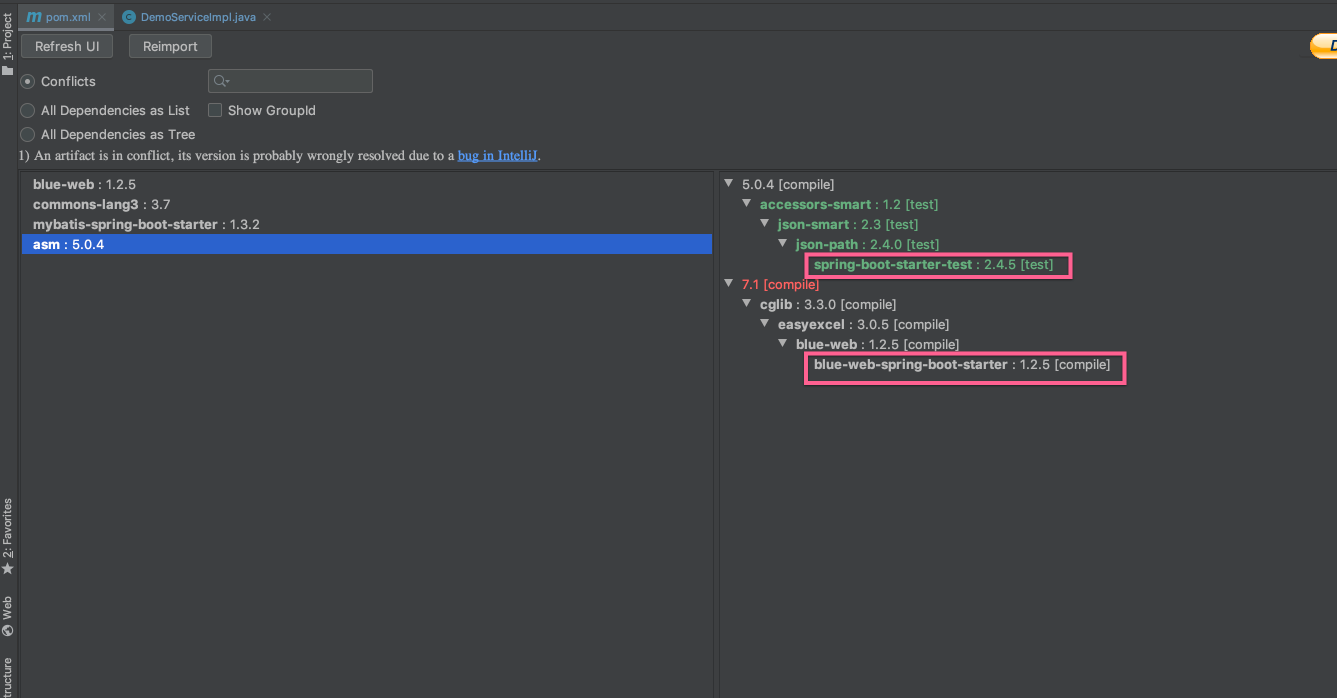 m pom.xml
C DemoServiceImpl.java
1: Project
Refresh UI
Reimport
Conflicts
All Dependencies as List
Show GroupId
All Dependencies as Tree
1) An artifact is in conflict, its version is probably wrongly resolved due to a bug in IntelliJ.
blue-web : 1.2.5
commons-lang3 : 3.7
mybatis-spring-boot-starter : 1.3.2
asm : 5.0.4
5.0.4 [compile]
accessors-smart : 1.2 [test]
json-smart : 2.3 [test]
json-path : 2.4.0 [test]
spring-boot-starter-test : 2.4.5 [test]
7.1 [compile]
cglib : 3.3.0 [compile]
easyexcel : 3.0.5 [compile]
blue-web : 1.2.5 [compile]
blue-web-spring-boot-starter : 1.2.5 [compile]
2: Favorites
Web
ructure